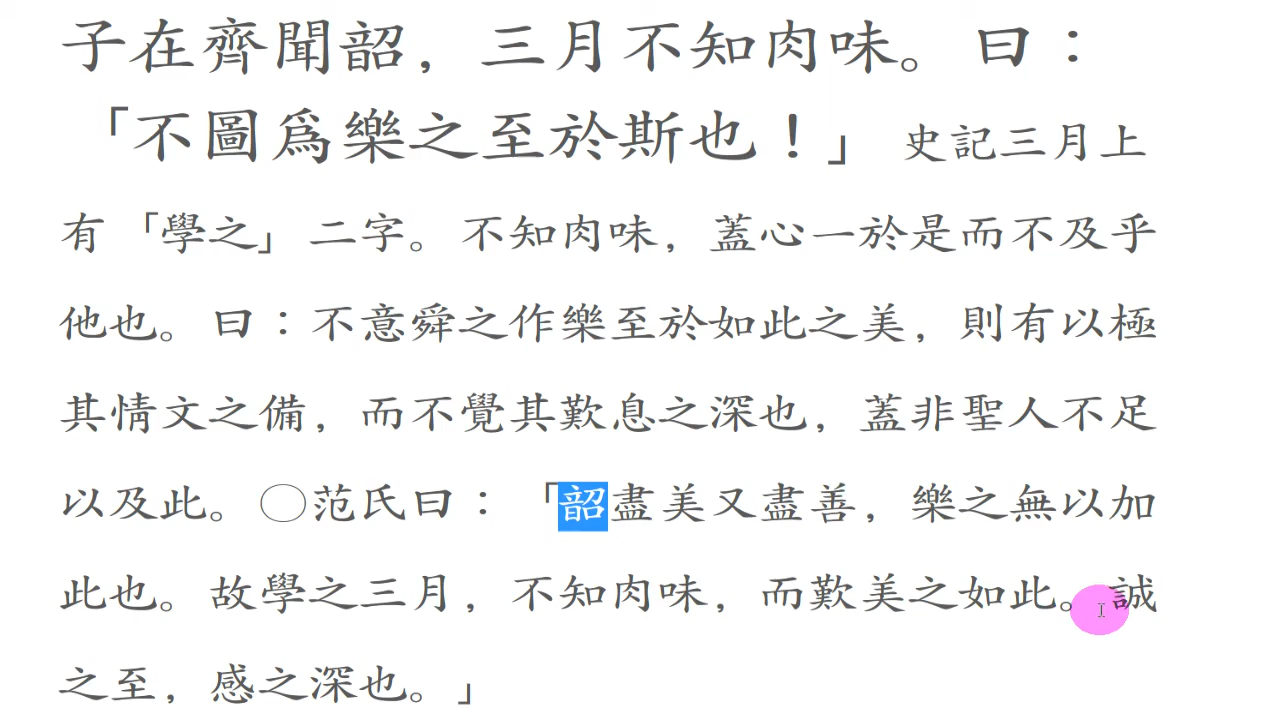 子在齊聞韶，三月不知肉味。曰：
「不圖爲樂之至於斯也！」 史記三月上
有「學之」二字。不知肉味，蓋心一於是而不及乎
他也。曰：不意舜之作樂至於如此之美，則有以極
其情文之備，而不覺其歎息之深也，蓋非聖人不足
以及此。○范氏曰：「韶盡美又盡善，樂之無以加
此也。故學之三月，不知肉味，而歎美之如此。誠
之至，感之深也。」